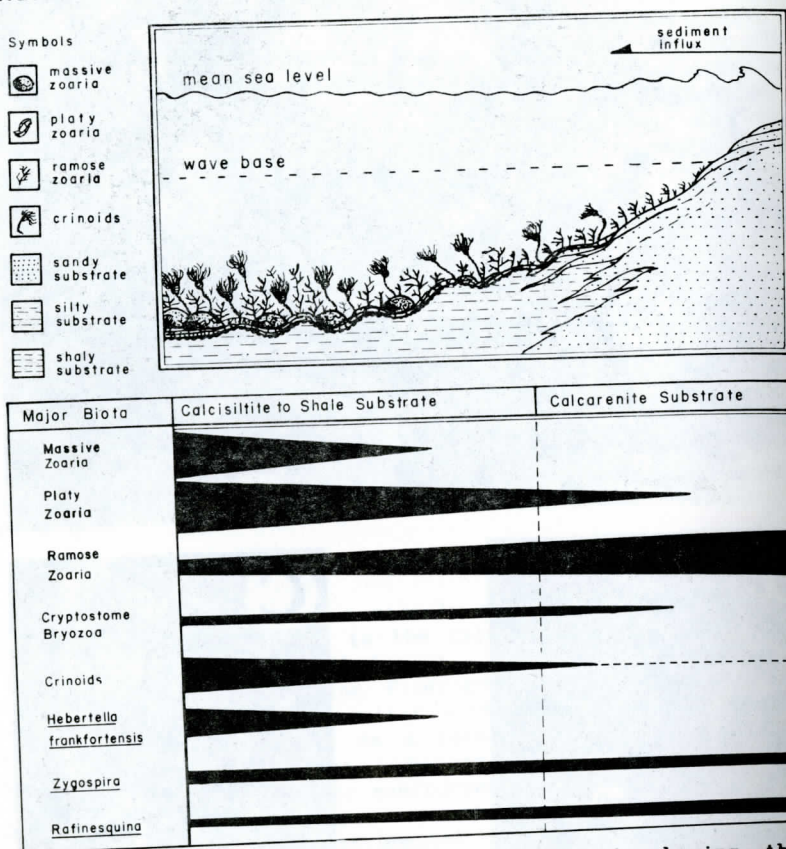 Symbols
massive
zoaria
platy
zoaria
ramose
zoaria
crinoids
sandy
substrate
silty
substrate
shaly
substrate
sediment
influx
mean sea level
wave base
Major Biota
Calcisiltite to Shale Substrate
Calcarenite Substrate
Massive
Zoaria
Platy
Zoaria
Ramose
Zoaria
Cryptostome
Bryozoa
Crinoids
Hebertella
frankfortensis
Zygospira
Rafinesquina